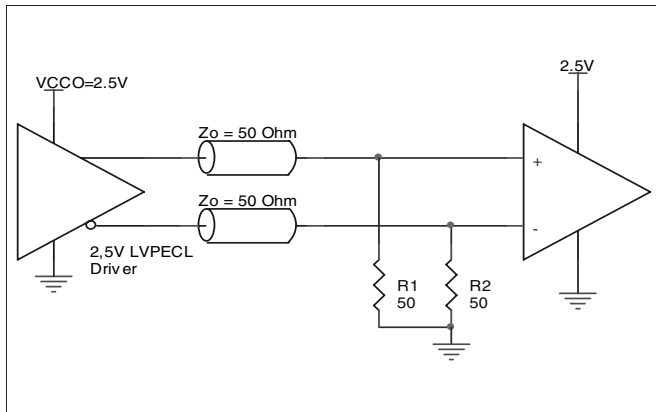 VCCO=2.5V
2.5V
Zo = 50 Ohm
+
Zo = 50 Ohm
-
2,5V LVPECL
Driver
R1
50
R2
50